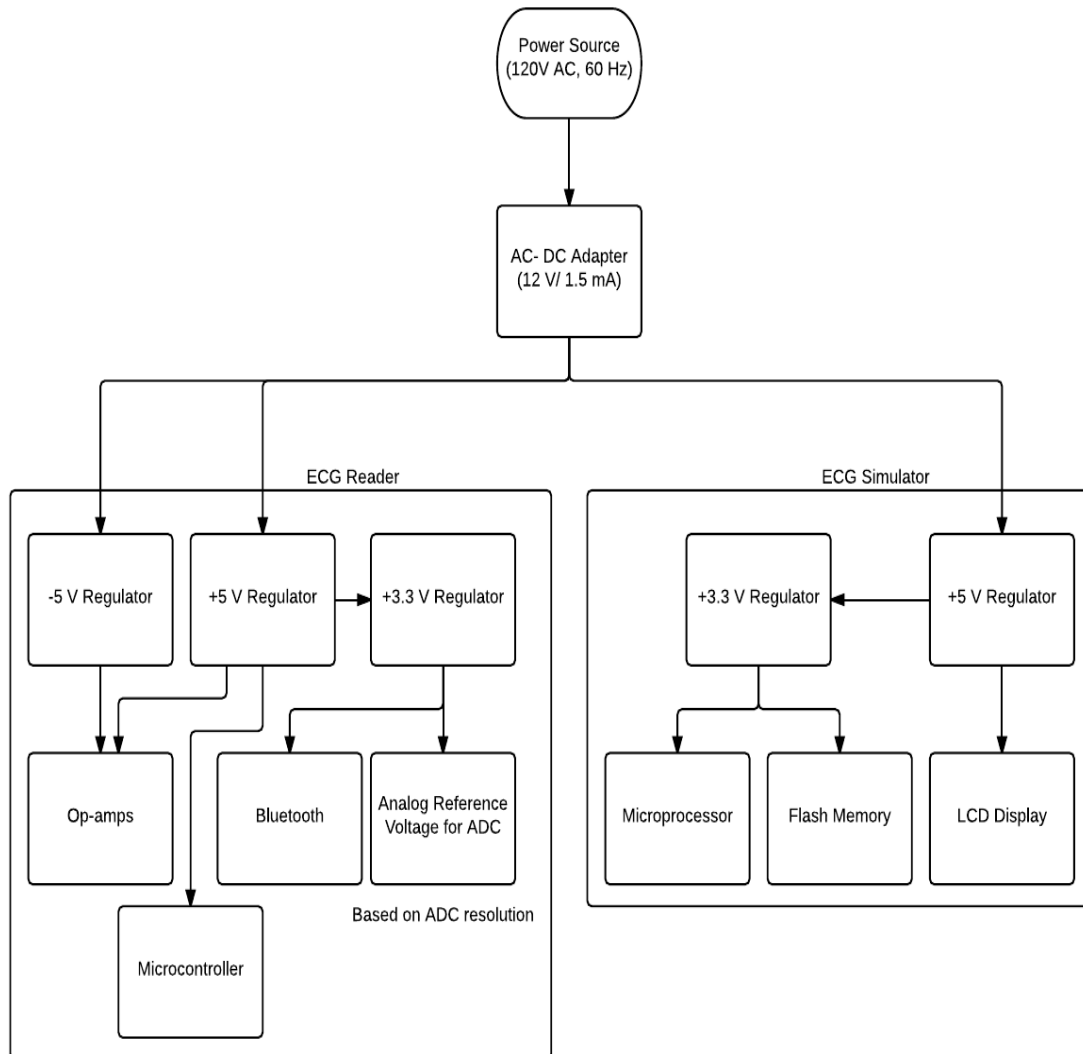 Power Source
(120V AC, 60 Hz)
AC- DC Adapter
(12 V/ 1.5 mA)
ECG Reader
ECG Simulator
-5 V Regulator
+5 V Regulator
+3.3 V Regulator
+3.3 V Regulator
+5 V Regulator
Op-amps
Bluetooth
Analog Reference
Voltage for ADC
Microprocessor
Flash Memory
LCD Display
Based on ADC resolution
Microcontroller